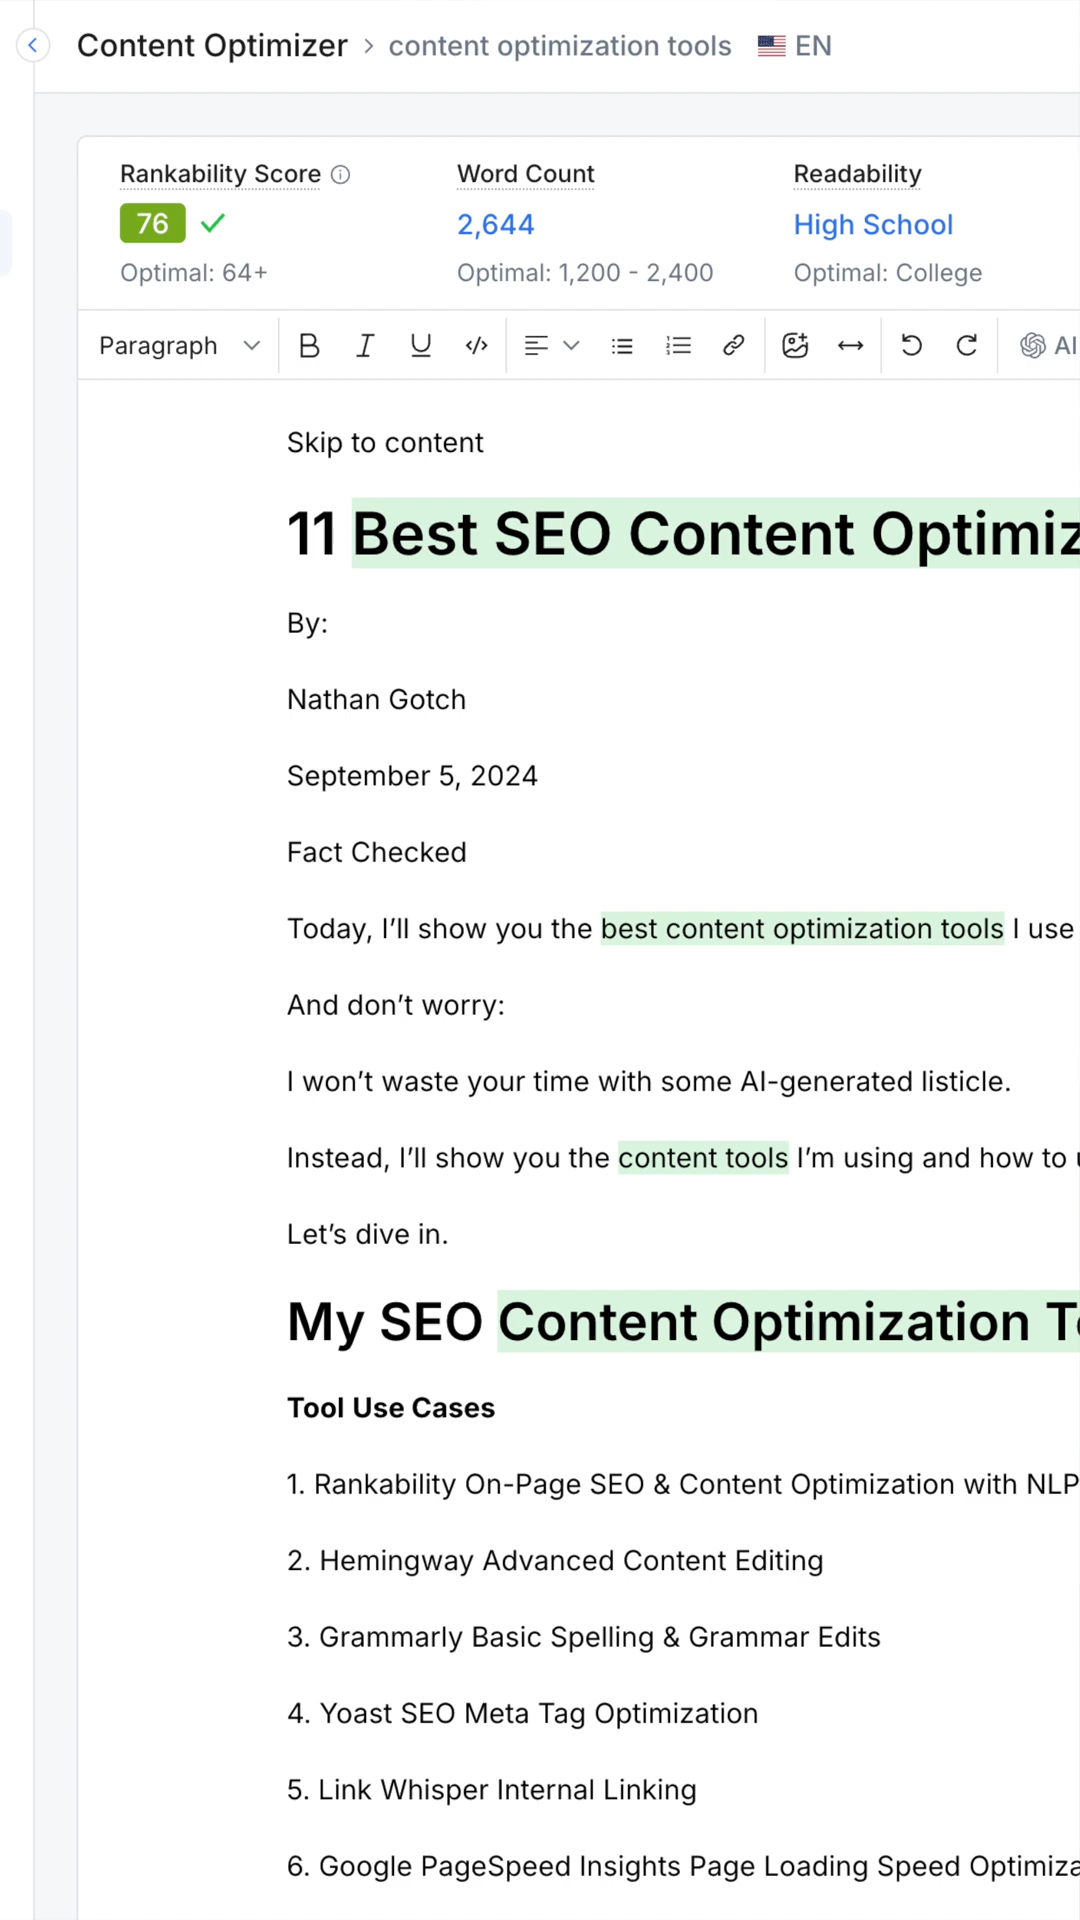 Content Optimizer > content optimization tools EN
Rankability Score Word Count Readability
76 2,644 High School
Optimal: 64+ Optimal: 1,200 - 2,400 Optimal: College
Paragraph B I U </> AI
Skip to content
11 Best SEO Content Optimiz
By:
Nathan Gotch
September 5, 2024
Fact Checked
Today, I’ll show you the best content optimization tools I use
And don’t worry:
I won’t waste your time with some AI-generated listicle.
Instead, I’ll show you the content tools I’m using and how to
Let’s dive in.
My SEO Content Optimization
Tool Use Cases
1. Rankability On-Page SEO & Content Optimization with NLP
2. Hemingway Advanced Content Editing
3. Grammarly Basic Spelling & Grammar Edits
4. Yoast SEO Meta Tag Optimization
5. Link Whisper Internal Linking
6. Google PageSpeed Insights Page Loading Speed Optimiza